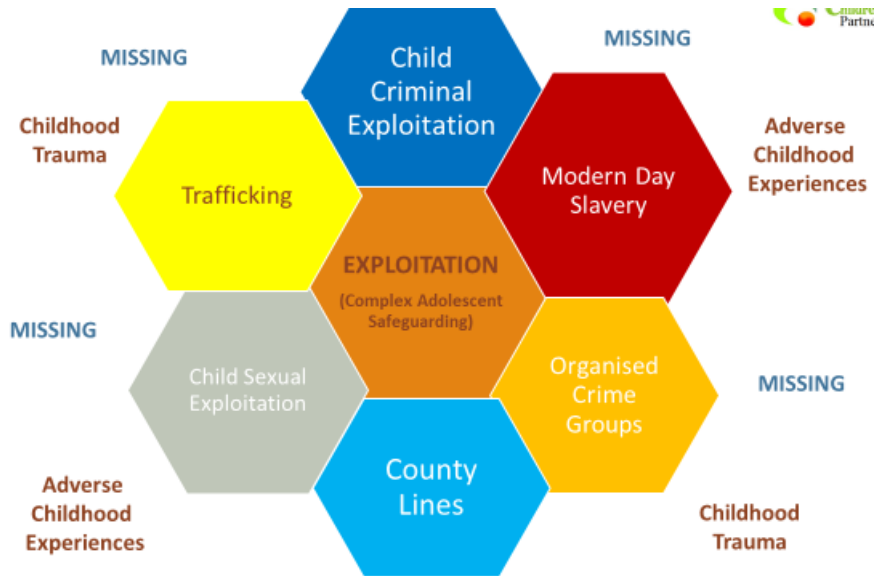 MISSING
Child
Criminal
Exploitation
MISSING
Childhood
Trauma
Trafficking
Modern Day
Slavery
Adverse
Childhood
Experiences
EXPLOITATION
(Complex Adolescent
Safeguarding)
MISSING
Child Sexual
Exploitation
Organised
Crime
Groups
MISSING
County
Lines
Adverse
Childhood
Experiences
Childhood
Trauma